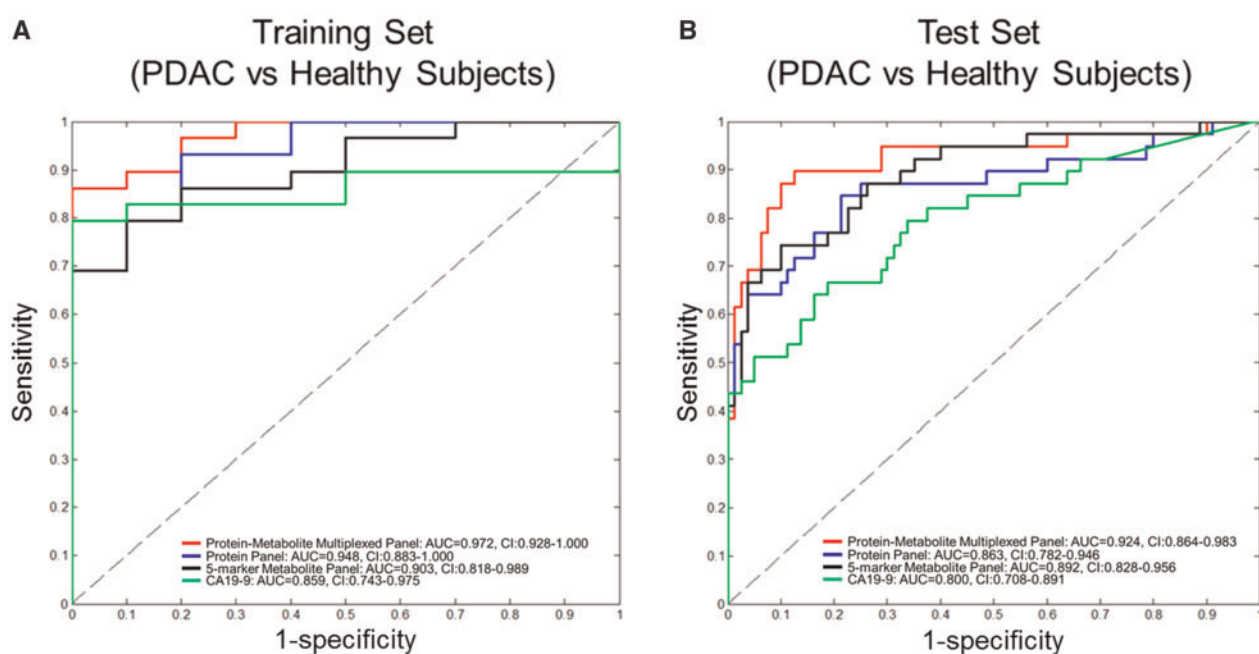 A
Training Set
(PDAC vs Healthy Subjects)
1
0.9
0.8
0.7
0.6
0.5
0.4
0.3
0.2
0.1
0
Sensitivity
Protein-Metabolite Multiplexed Panel: AUC=0.972, CI:0.928-1.000
Protein Panel: AUC=0.948, CI:0.883-1.000
5-marker Metabolite Panel: AUC=0.903, CI:0.818-0.989
CA19-9: AUC=0.859, CI:0.743-0.975
0 0.1 0.2 0.3 0.4 0.5 0.6 0.7 0.8 0.9 1
1-specificity
B
Test Set
(PDAC vs Healthy Subjects)
1
0.9
0.8
0.7
0.6
0.5
0.4
0.3
0.2
0.1
0
Sensitivity
Protein-Metabolite Multiplexed Panel: AUC=0.924, CI:0.864-0.983
Protein Panel: AUC=0.863, CI:0.782-0.946
5-marker Metabolite Panel: AUC=0.892, CI:0.828-0.956
CA19-9: AUC=0.800, CI:0.708-0.891
0 0.1 0.2 0.3 0.4 0.5 0.6 0.7 0.8 0.9 1
1-specificity